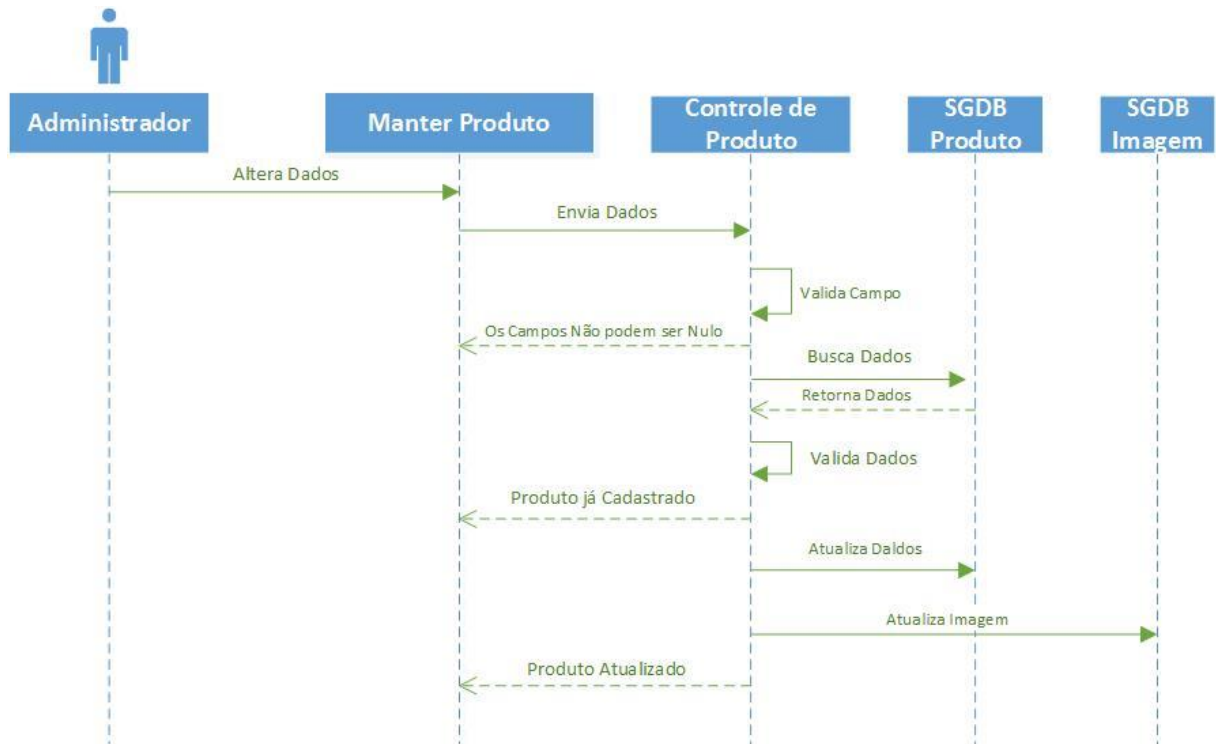 Administrador
Manter Produto
Controle de
Produto
SGDB
Produto
SGDB
Imagem
Altera Dados
Envia Dados
Valida Campo
Os Campos Não podem ser Nulo
Busca Dados
Retorna Dados
Valida Dados
Produto já Cadastrado
Atualiza Daldos
Atualiza Imagem
Produto Atualizado